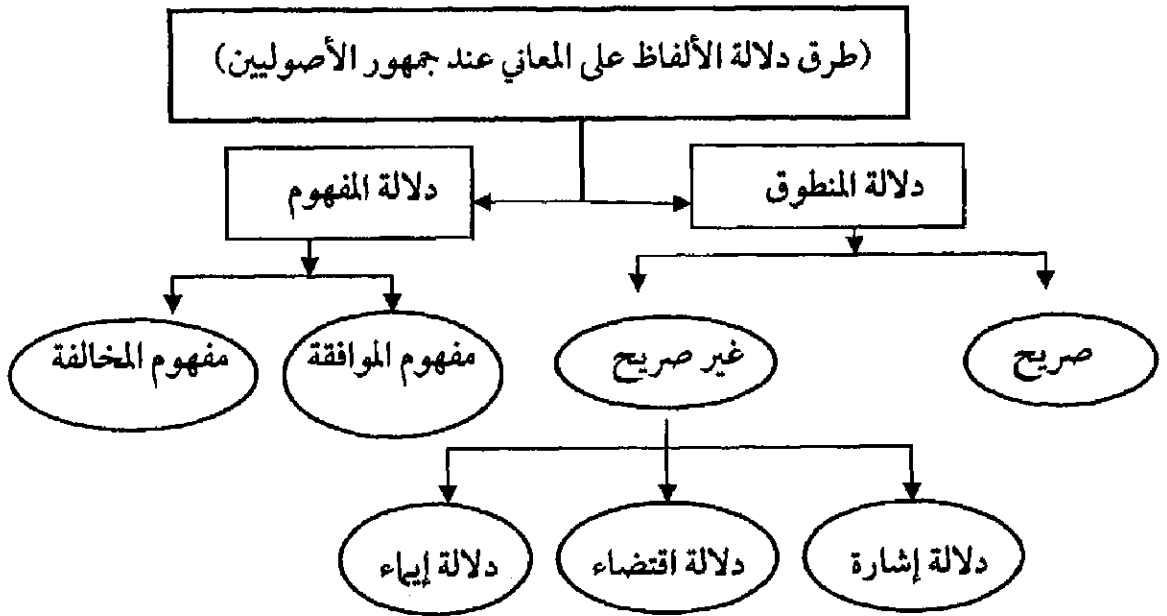 (طرق دلالة الألفاظ على المعاني عند جمهور الأصوليين)
دلالة المنطوق
دلالة المفهوم
صريح
غير صريح
مفهوم الموافقة
مفهوم المخالفة
دلالة إشارة
دلالة اقتضاء
دلالة إيماء